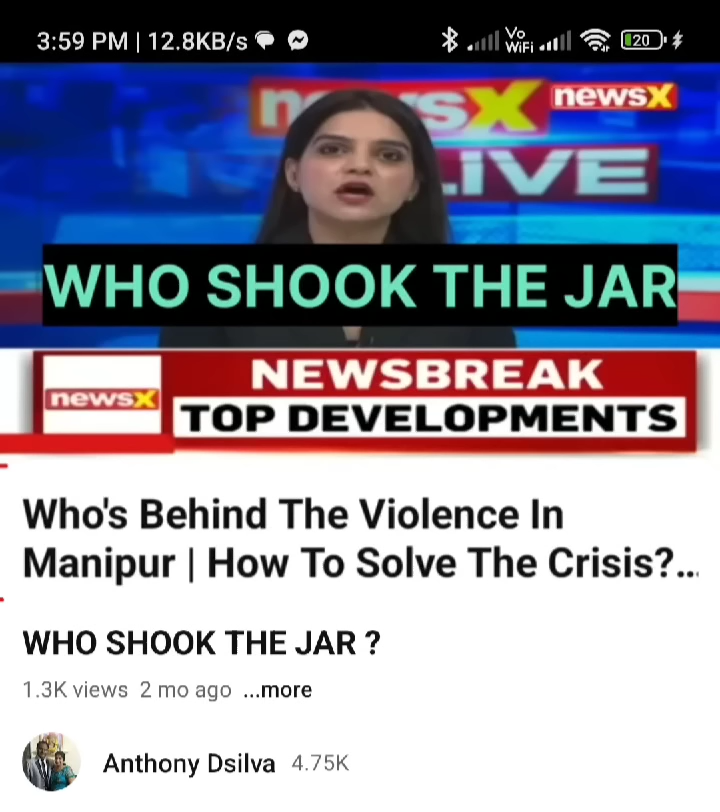 3:59 PM | 12.8KB/s Vo WiFi 20
newsX newsX
LIVE
WHO SHOOK THE JAR
NEWSBREAK
newsX
TOP DEVELOPMENTS
Who's Behind The Violence In
Manipur | How To Solve The Crisis?...
WHO SHOOK THE JAR ?
1.3K views 2 mo ago ...more
Anthony Dsilva 4.75K